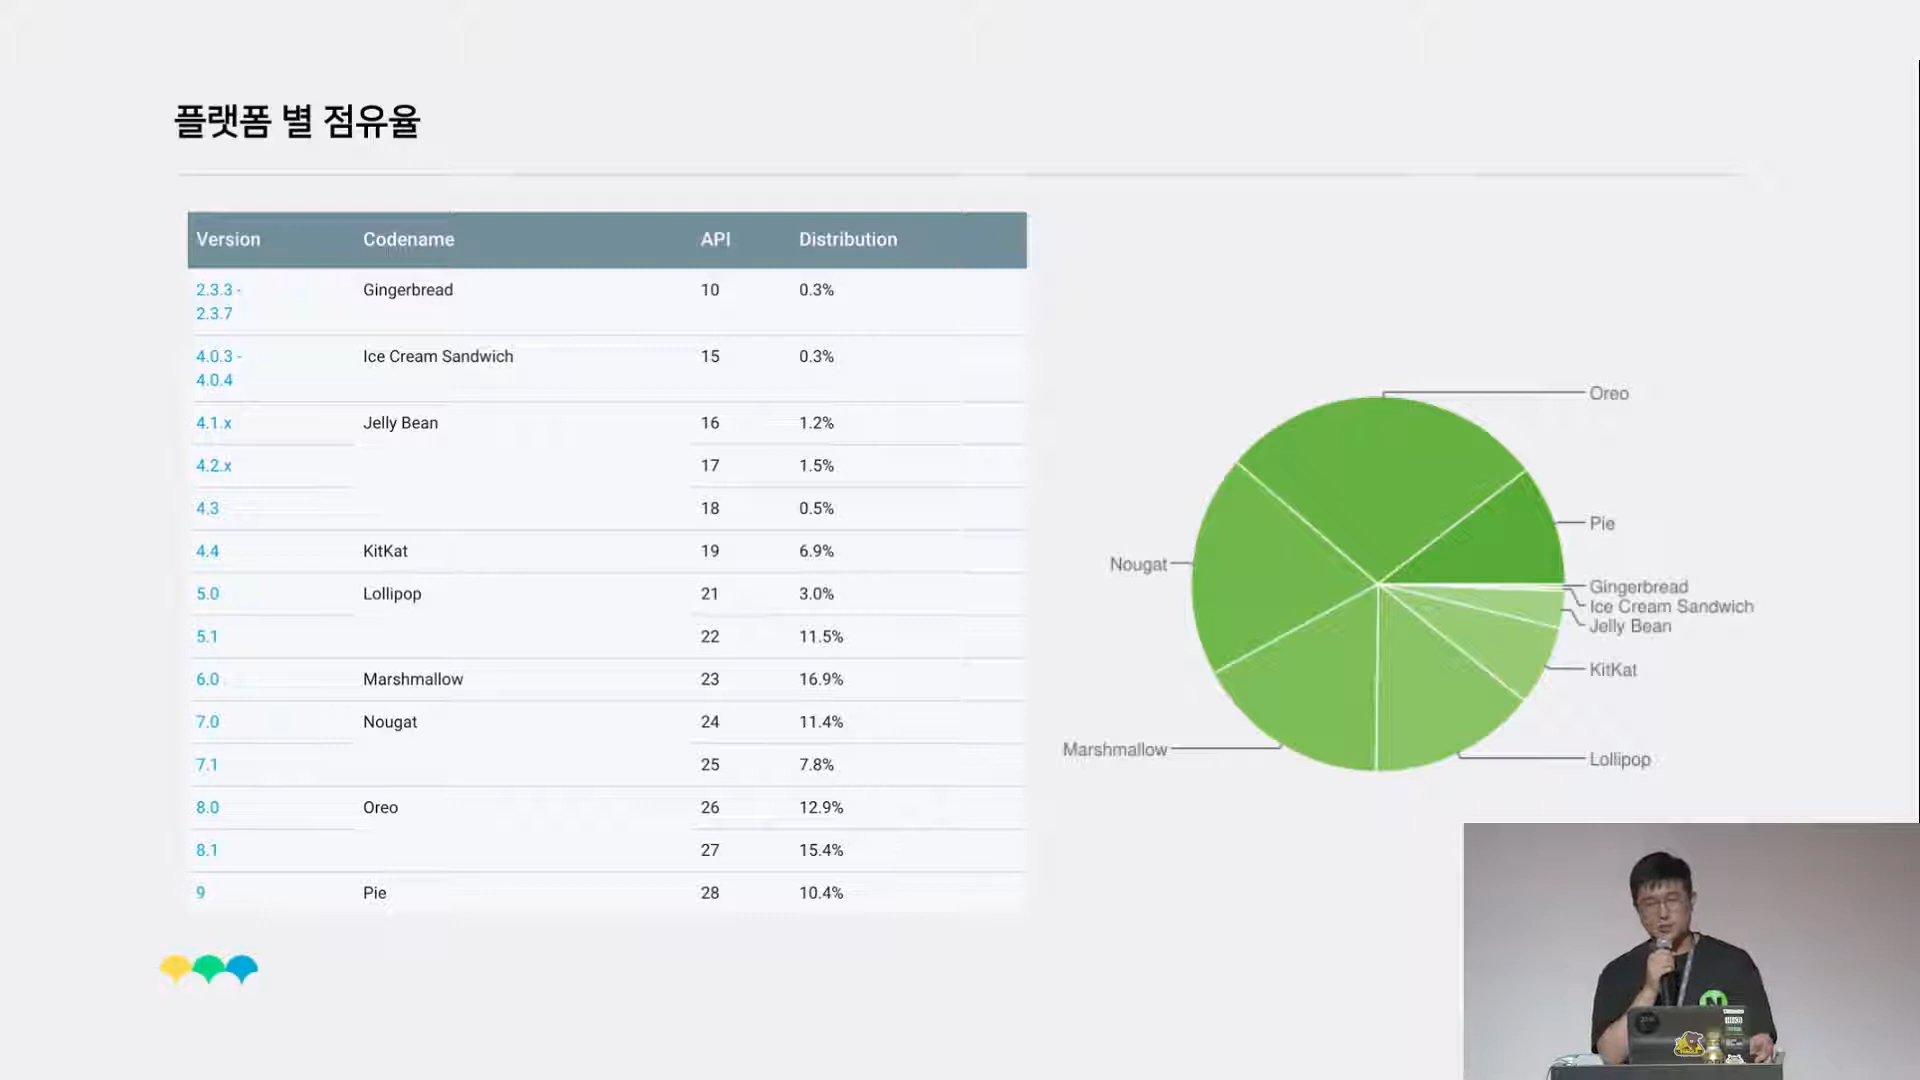 플랫폼 별 점유율
Version Codename API Distribution
2.3.3 - Gingerbread 10 0.3%
2.3.7
4.0.3 - Ice Cream Sandwich 15 0.3%
4.0.4
4.1.x Jelly Bean 16 1.2%
4.2.x 17 1.5%
4.3 18 0.5%
4.4 KitKat 19 6.9%
5.0 Lollipop 21 3.0%
5.1 22 11.5%
6.0 Marshmallow 23 16.9%
7.0 Nougat 24 11.4%
7.1 25 7.8%
8.0 Oreo 26 12.9%
8.1 27 15.4%
9 Pie 28 10.4%
Oreo
Pie
Nougat
Gingerbread
Ice Cream Sandwich
Jelly Bean
KitKat
Marshmallow
Lollipop
N